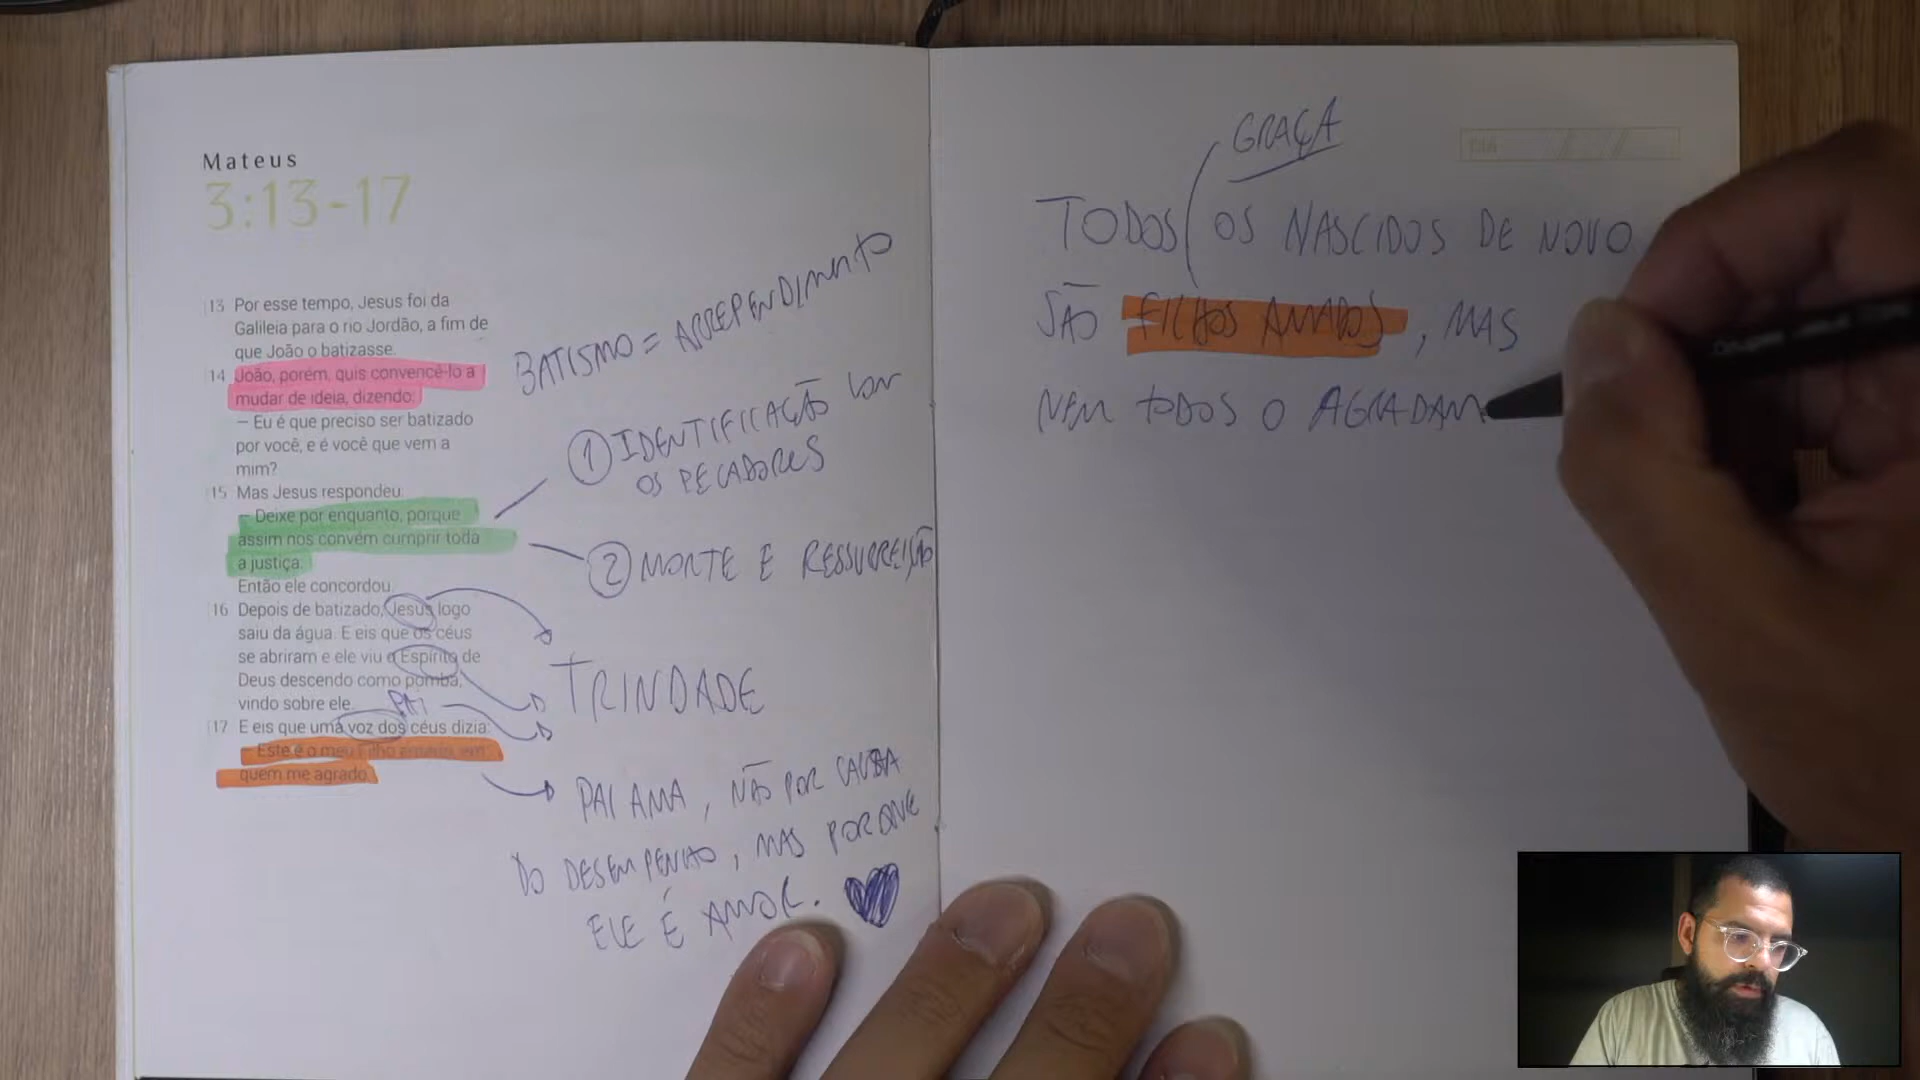 Mateus
3:13-17
13 Por esse tempo, Jesus foi da
Galileia para o rio Jordão, a fim de
que João o batizasse.
14 João, porém, quis convencê-lo a
mudar de ideia, dizendo:
– Eu é que preciso ser batizado
por você, e é você que vem a
mim?
15 Mas Jesus respondeu:
– Deixe por enquanto, porque
assim nos convém cumprir toda
a justiça.
Então ele concordou.
16 Depois de batizado, Jesus logo
saiu da água. E eis que os céus
se abriram e ele viu o Espírito de
Deus descendo como pomba,
vindo sobre ele.
PAI
17 E eis que uma voz dos céus dizia:
– Este é o meu Filho amado, em
quem me agrado.
BATISMO = ARREPENDIMENTO
1 IDENTIFICAÇÃO COM
OS PECADORES
2 MORTE E RESSURREIÇÃO
TRINDADE
PAI AMA, NÃO POR CAUSA
DO DESEMPENHO, MAS PORQUE
ELE É AMOR.
GRAÇA
DIA
TODOS OS NASCIDOS DE NOVO
SÃO FILHOS AMADOS, MAS
NEM TODOS O AGRADAM